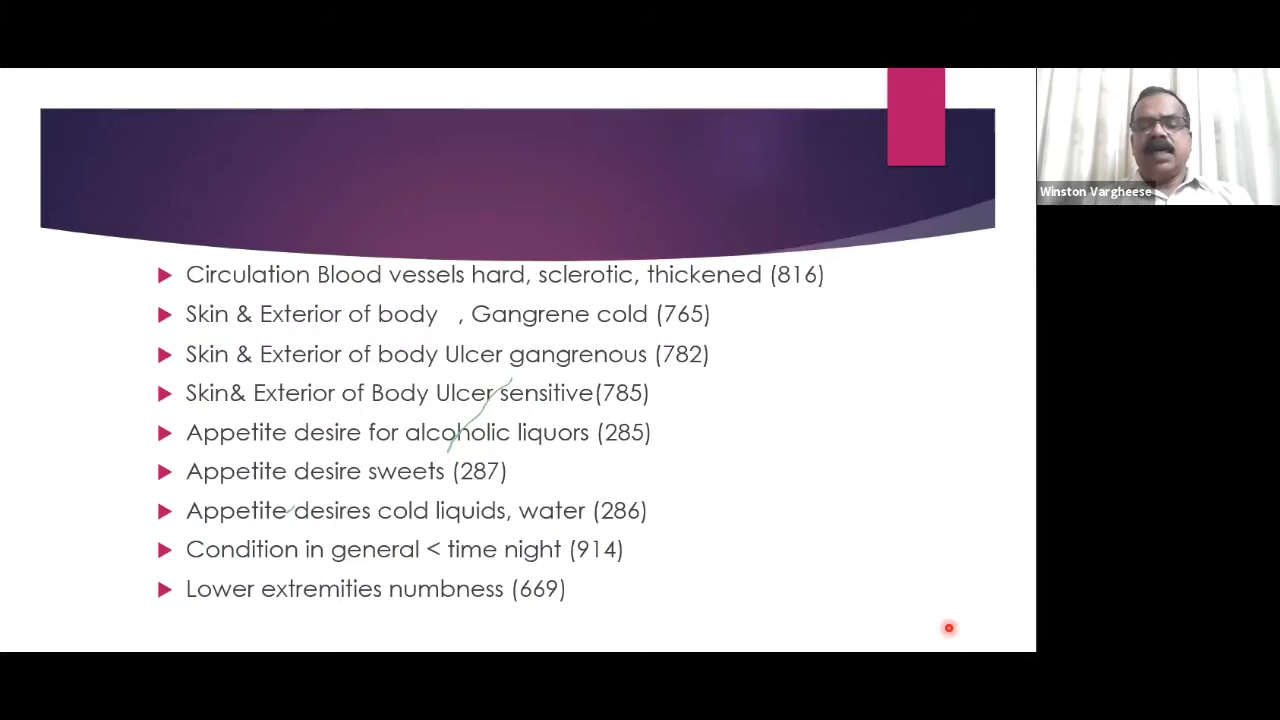 Circulation Blood vessels hard, sclerotic, thickened (816)
Skin & Exterior of body , Gangrene cold (765)
Skin & Exterior of body Ulcer gangrenous (782)
Skin& Exterior of Body Ulcer sensitive(785)
Appetite desire for alcoholic liquors (285)
Appetite desire sweets (287)
Appetite desires cold liquids, water (286)
Condition in general < time night (914)
Lower extremities numbness (669)
Winston Vargheese